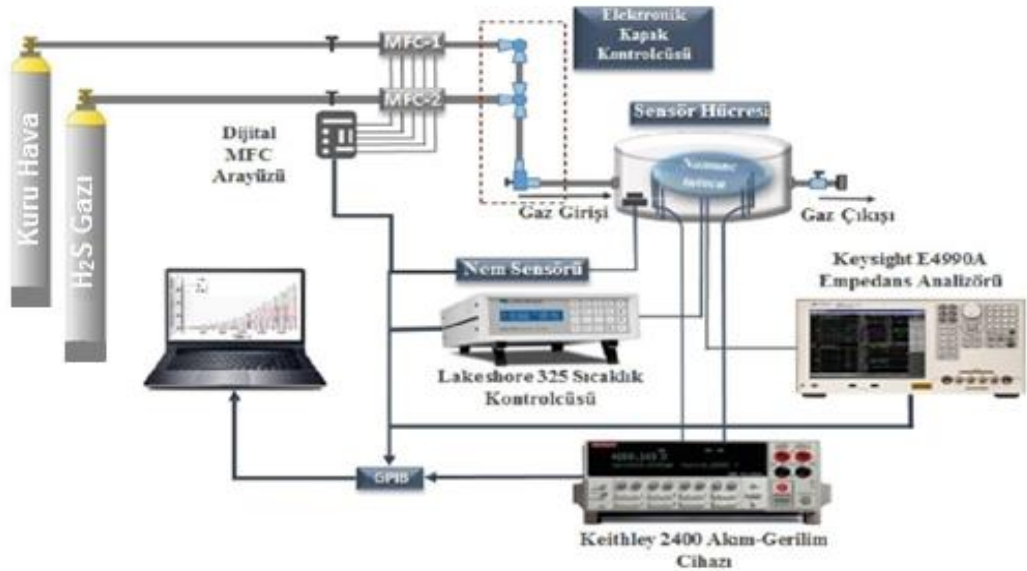 Elektronik
Kapak
Kontrolcüsü
MFC-1
MFC-2
Kuru Hava
H₂S Gazı
Dijital
MFC
Arayüzü
Sensör Hücresi
Gaz Girişi
Gaz Çıkışı
Nem Sensörü
Keysight E4990A
Empedans Analizörü
Lakeshore 325 Sıcaklık
Kontrolcüsü
GPIB
Keithley 2400 Akım-Gerilim
Cihazı